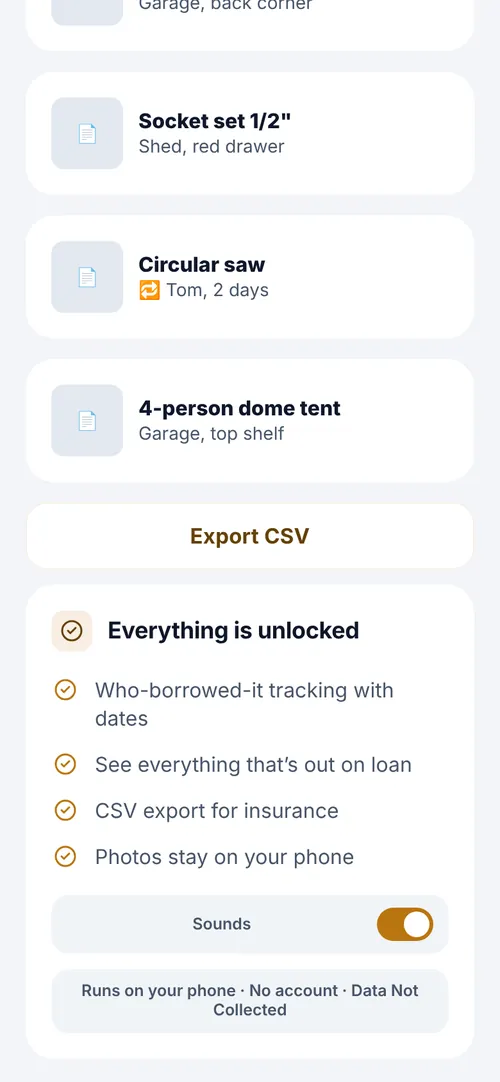 Garage, back corner
Socket set 1/2"
Shed, red drawer
Circular saw
🔁 Tom, 2 days
4-person dome tent
Garage, top shelf
Export CSV
Everything is unlocked
Who-borrowed-it tracking with
dates
See everything that’s out on loan
CSV export for insurance
Photos stay on your phone
Sounds
Runs on your phone · No account · Data Not
Collected